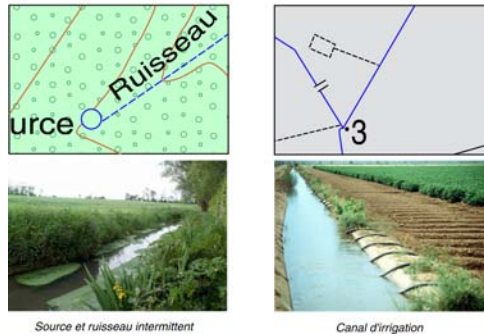 Ruisseau
urce
3
Source et ruisseau intermittent
Canal d'irrigation